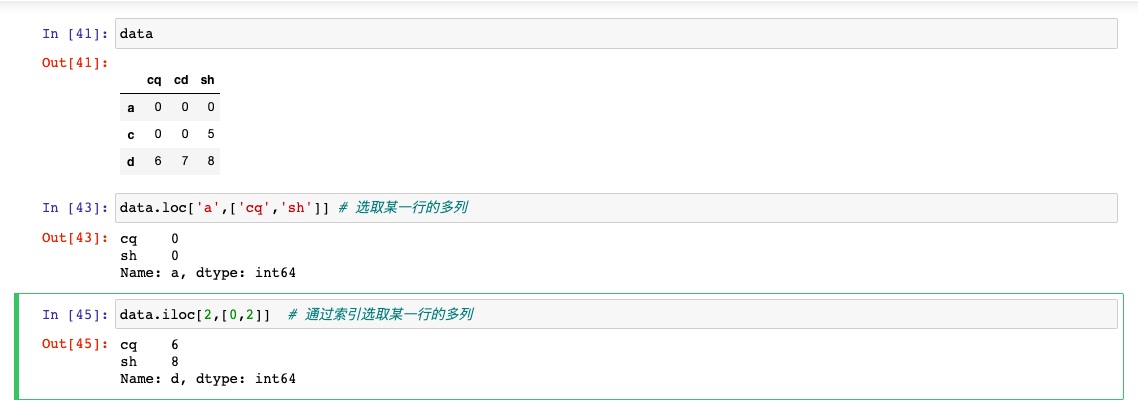 In [41]: data
Out[41]:
cq cd sh
a 0 0 0
c 0 0 5
d 6 7 8
In [43]: data.loc['a',['cq','sh']] # 选取某一行的多列
Out[43]: cq    0
sh    0
Name: a, dtype: int64
In [45]: data.iloc[2,[0,2]]  # 通过索引选取某一行的多列
Out[45]: cq    6
sh    8
Name: d, dtype: int64